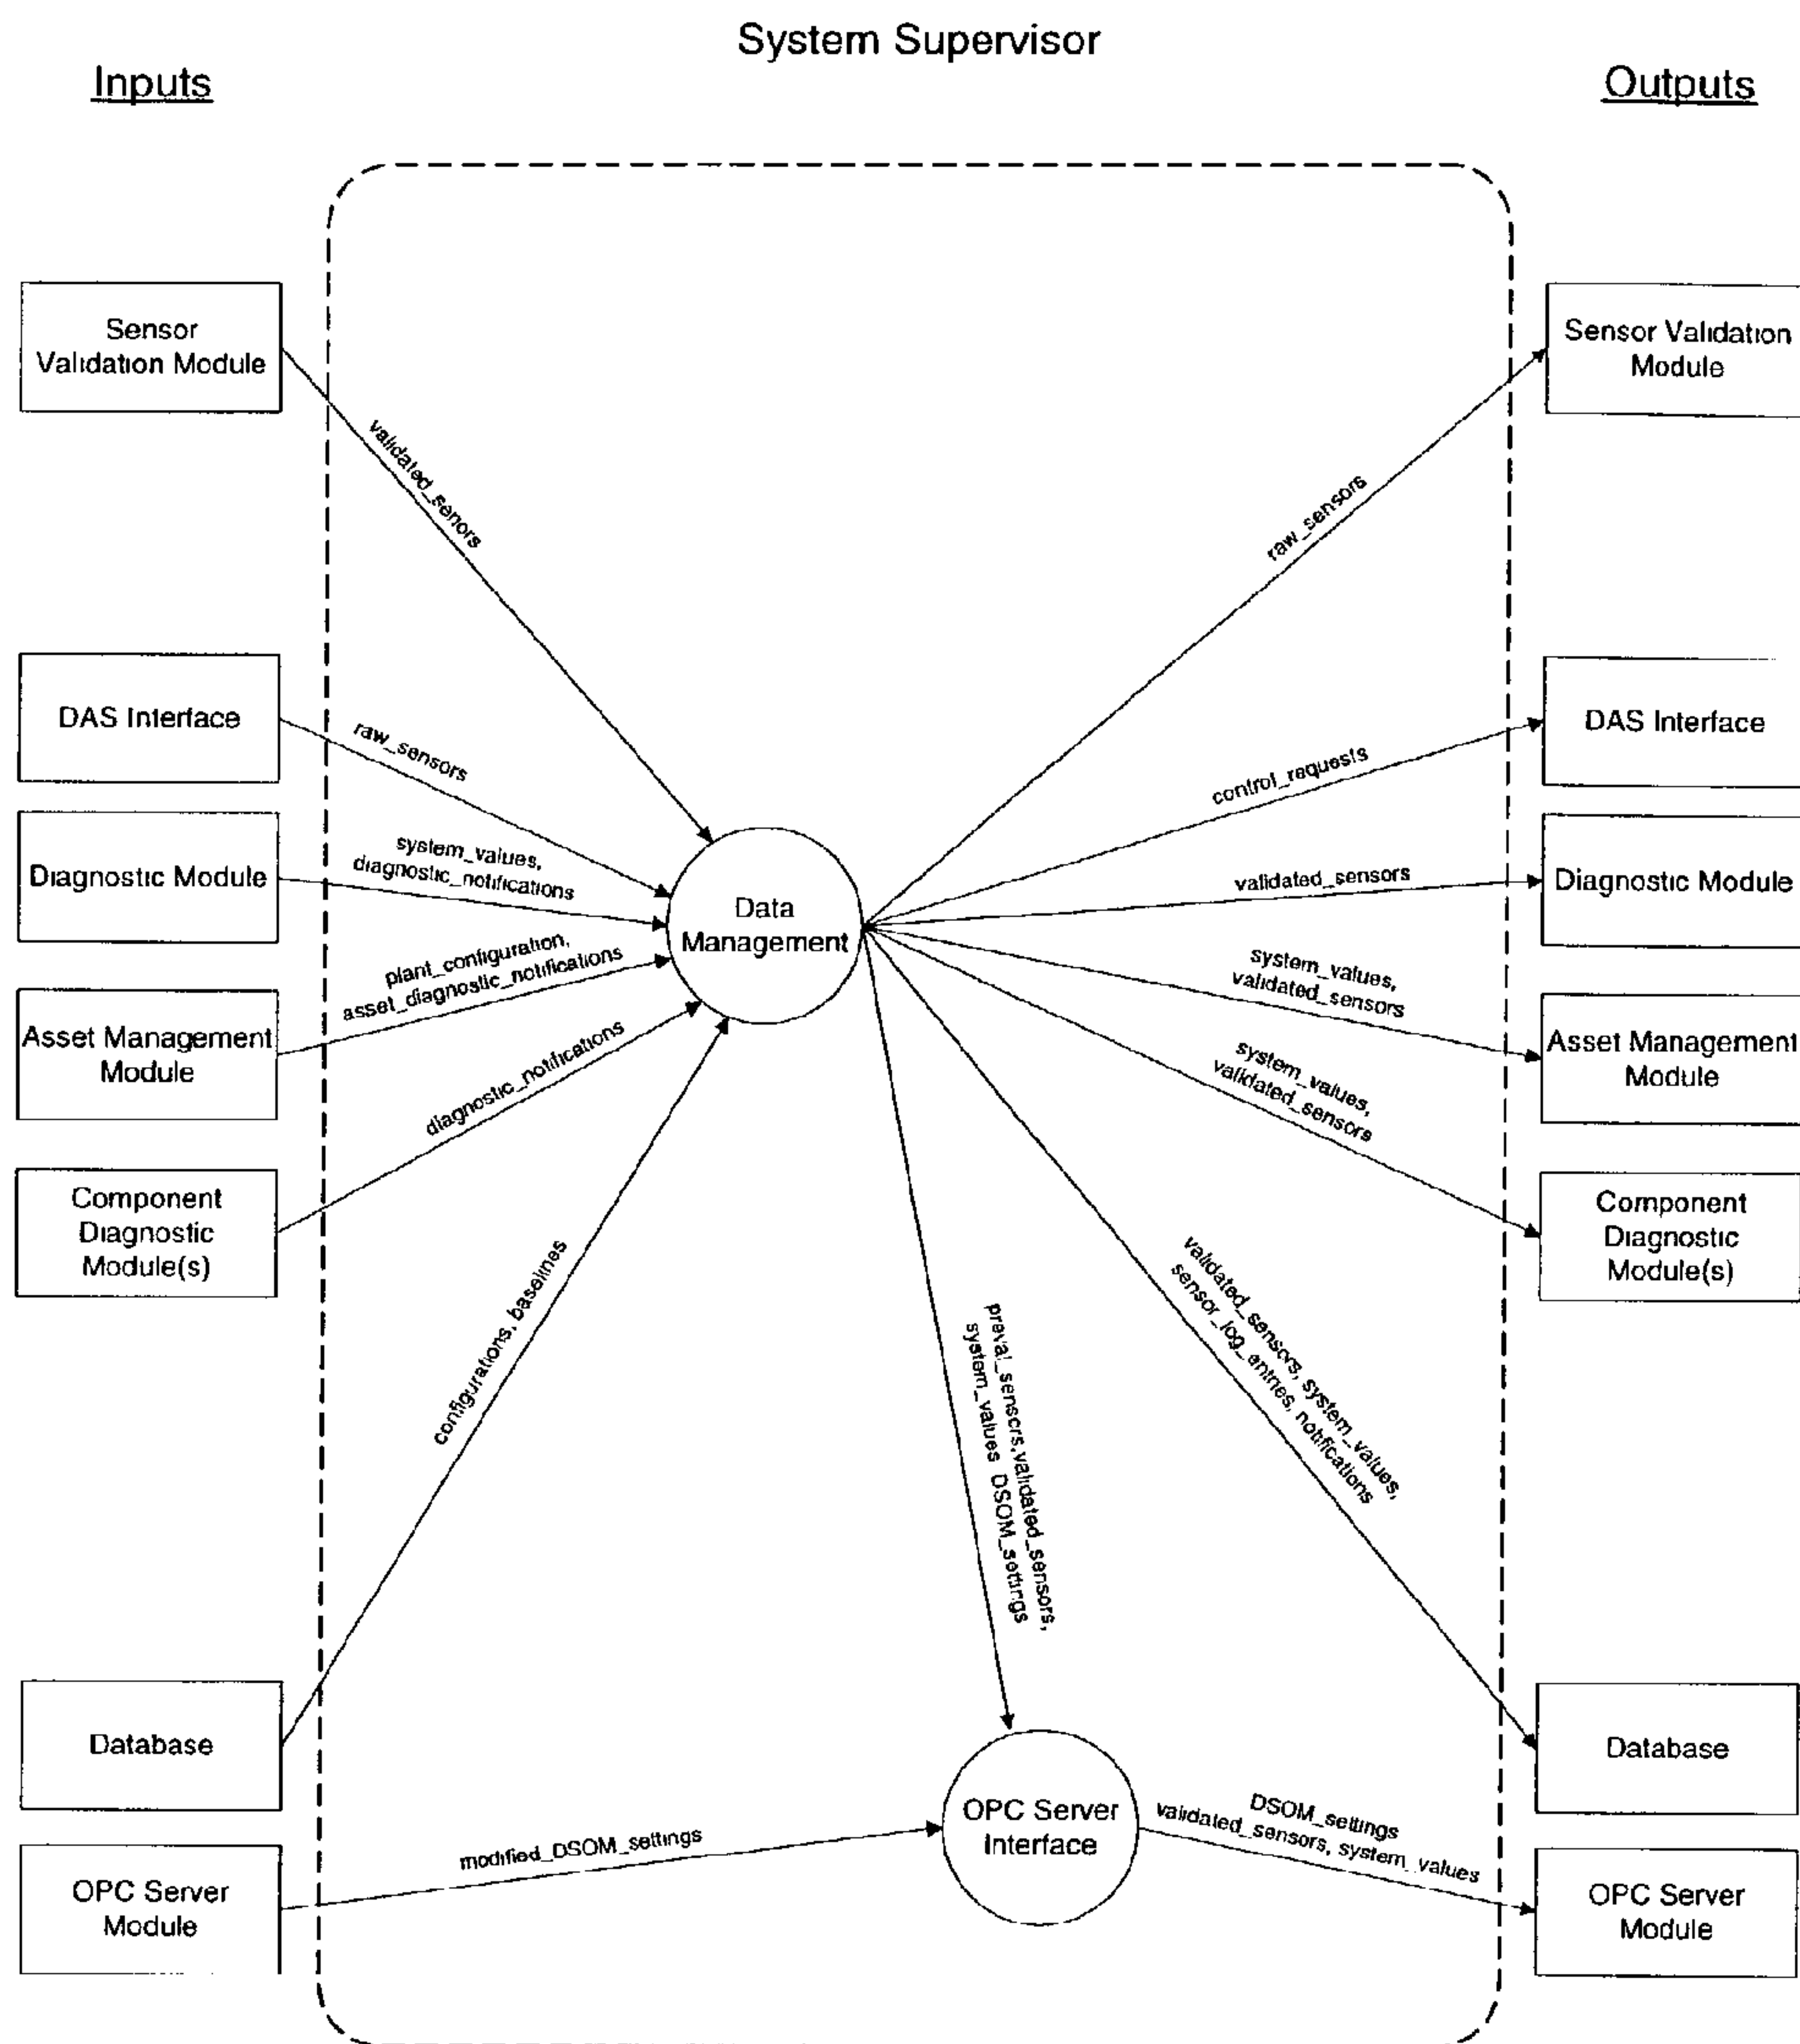 System Supervisor
Inputs
Outputs
Sensor
Validation Module
validated_senors
raw_sensors
Sensor Validation
Module
DAS Interface
raw_sensors
control_requests
DAS Interface
Diagnostic Module
system_values,
diagnostic_notifications
Data
Management
validated_sensors
Diagnostic Module
Asset Management
Module
plant_configuration,
asset_diagnostic_notifications
system_values,
validated_sensors
Asset Management
Module
Component
Diagnostic
Module(s)
diagnostic_notifications
system_values,
validated_sensors
Component
Diagnostic
Module(s)
configurations, baselines
preval_sensors,validated_sensors,
system_values DSOM_settings
validated_sensors, system_values,
sensor_log_entries, notifications
Database
Database
OPC Server
Module
modified_DSOM_settings
OPC Server
Interface
DSOM_settings
validated_sensors, system_values
OPC Server
Module